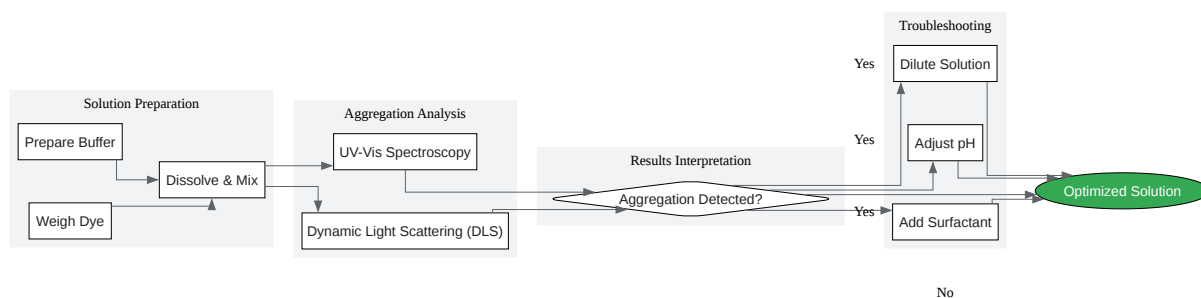 Solution Preparation
Prepare Buffer
Weigh Dye
Dissolve & Mix
Aggregation Analysis
UV-Vis Spectroscopy
Dynamic Light Scattering (DLS)
Results Interpretation
Aggregation Detected?
Yes
Yes
Yes
No
Troubleshooting
Dilute Solution
Adjust pH
Add Surfactant
Optimized Solution